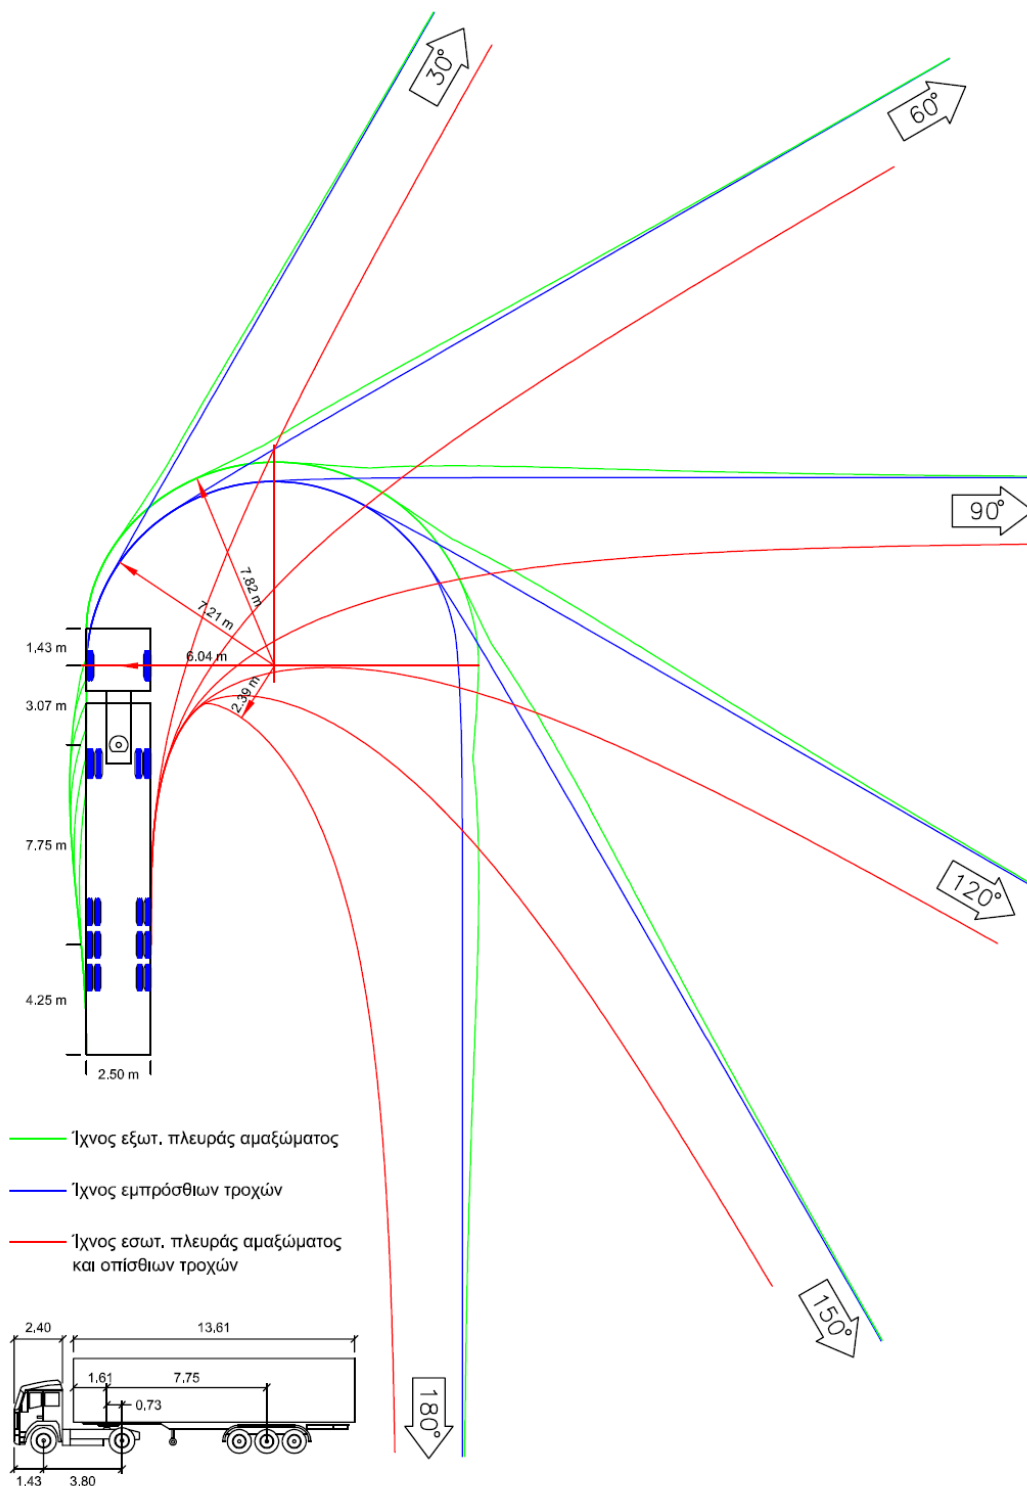 30°
60°
90°
120°
150°
180°
7.82 m
7.21 m
6.04 m
2.39 m
1.43 m
3.07 m
7.75 m
4.25 m
2.50 m
Ίχνος εξωτ. πλευράς αμαξώματος
Ίχνος εμπρόσθιων τροχών
Ίχνος εσωτ. πλευράς αμαξώματος
και οπίσθιων τροχών
2,40
13.61
1.61
7.75
0,73
1.43
3.80